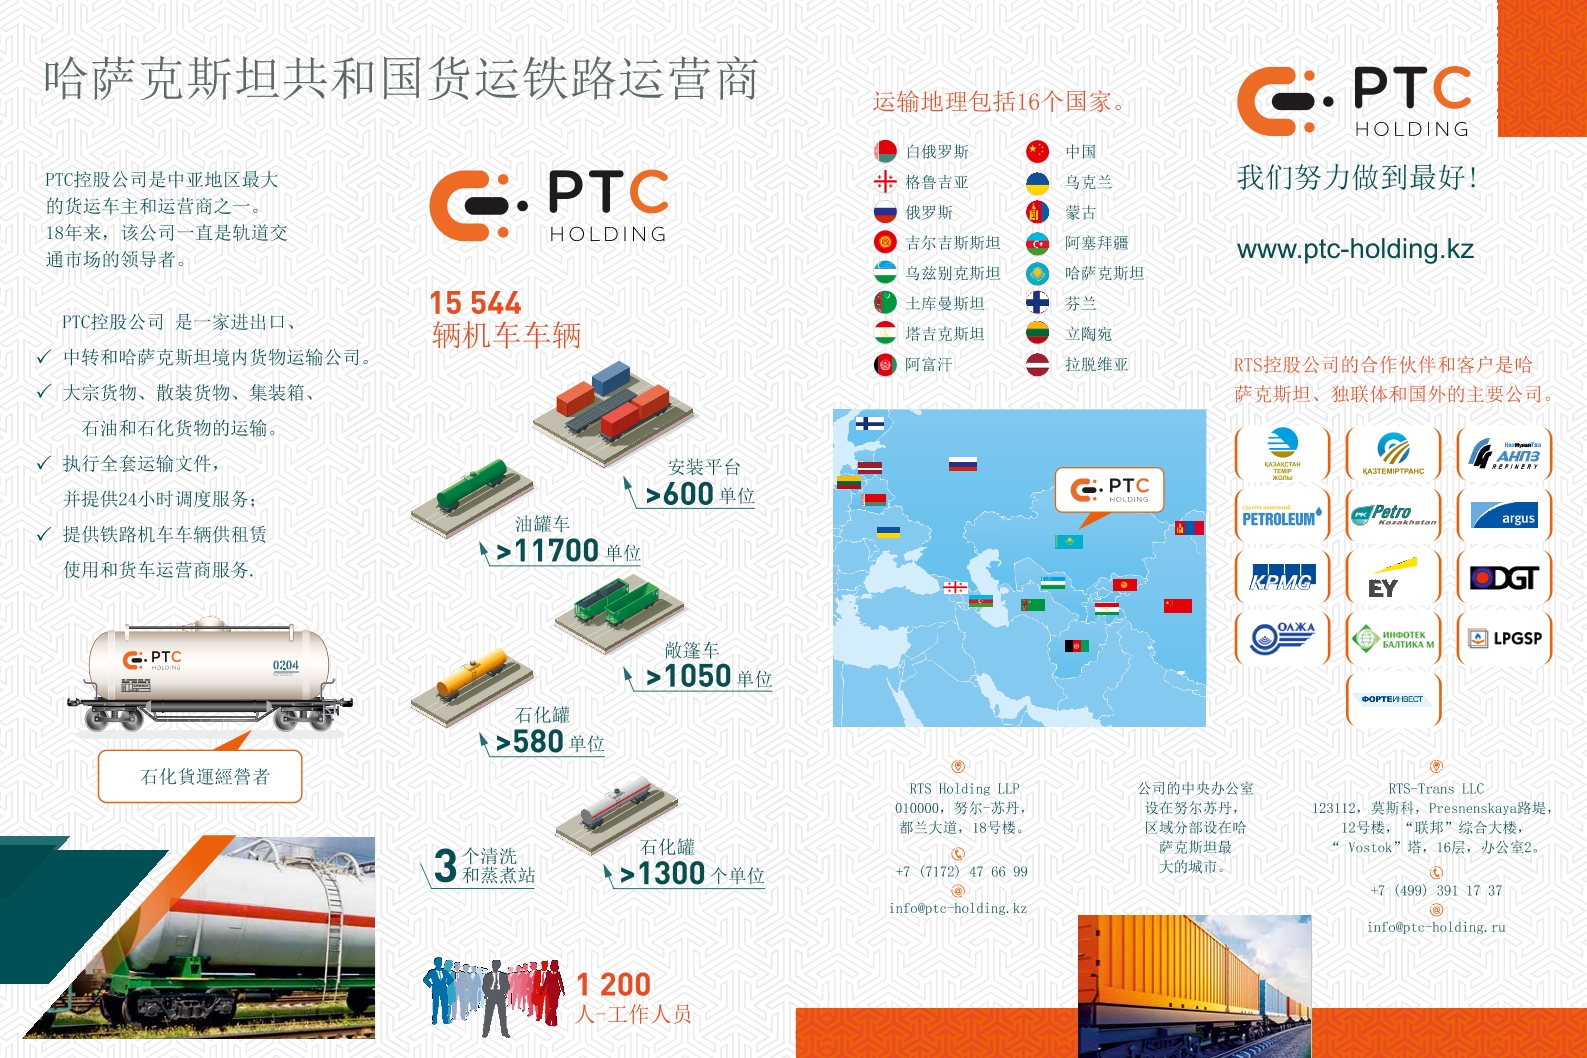 哈萨克斯坦共和国货运铁路运营商
PTC控股公司是中亚地区最大
的货运车主和运营商之一。
18年来，该公司一直是轨道交
通市场的领导者。
PTC控股公司 是一家进出口、
✓ 中转和哈萨克斯坦境内货物运输公司。
✓ 大宗货物、散装货物、集装箱、
石油和石化货物的运输。
✓ 执行全套运输文件，
并提供24小时调度服务；
✓ 提供铁路机车车辆供租赁
使用和货车运营商服务.
PTC
HOLDING
0204
石化貨運經營者
PTC
HOLDING
15 544
辆机车车辆
安装平台
>600 单位
油罐车
>11700 单位
敞篷车
>1050 单位
石化罐
>580 单位
石化罐
>1300 个单位
3 个清洗
和蒸煮站
1 200
人-工作人员
运输地理包括16个国家。
白俄罗斯
格鲁吉亚
俄罗斯
吉尔吉斯斯坦
乌兹别克斯坦
土库曼斯坦
塔吉克斯坦
阿富汗
中国
乌克兰
蒙古
阿塞拜疆
哈萨克斯坦
芬兰
立陶宛
拉脱维亚
PTC
HOLDING
RTS Holding LLP
010000，努尔-苏丹，
都兰大道，18号楼。
+7 (7172) 47 66 99
info@ptc-holding.kz
公司的中央办公室
设在努尔苏丹，
区域分部设在哈
萨克斯坦最
大的城市。
PTC
HOLDING
我们努力做到最好！
www.ptc-holding.kz
RTS控股公司的合作伙伴和客户是哈
萨克斯坦、独联体和国外的主要公司。
ҚАЗАҚСТАН
ТЕМІР
ЖОЛЫ
ҚАЗТЕМІРТРАНС
КазМунайГаз
АНПЗ
REFINERY
группа компаний
PETROLEUM
PK Petro
Kazakhstan
argus
KPMG
EY
DGT
ОЛЖА
ИНФОТЕК
БАЛТИКА М
LPGSP
ФОРТЕИНВЕСТ
RTS-Trans LLC
123112，莫斯科，Presnenskaya路堤，
12号楼，“联邦”综合大楼，
“ Vostok”塔，16层，办公室2。
+7 (499) 391 17 37
info@ptc-holding.ru